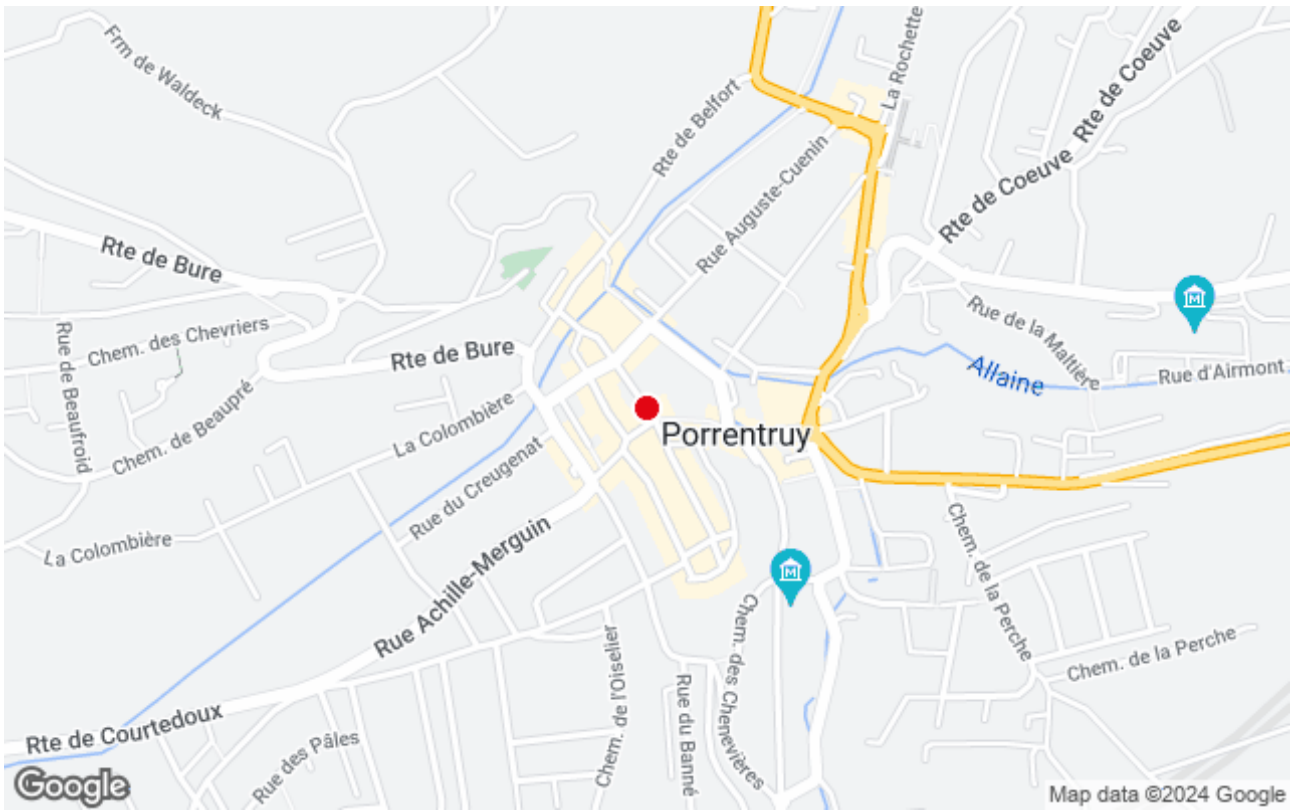 Frm de Waldeck
Rte de Belfort
La Rochette
Rte de Coeuve
Rte de Coeuve
Rue Auguste-Cuenin
Rte de Bure
Rue de la Maltière
Chem. des Chevriers
Rue de Beaufroid
Rte de Bure
Allaine
Rue d'Airmont
Chem. de Beaupré
La Colombière
Porrentruy
Rue du Creugenat
La Colombière
Chem. de la Perche
Rue Achille-Merguin
Chem. de l'Oiselier
Chem. des Chenevières
Chem. de la Perche
Rue du Banné
Rte de Courtedoux
Rue des Pâles
Google
Map data ©2024 Google
M
M